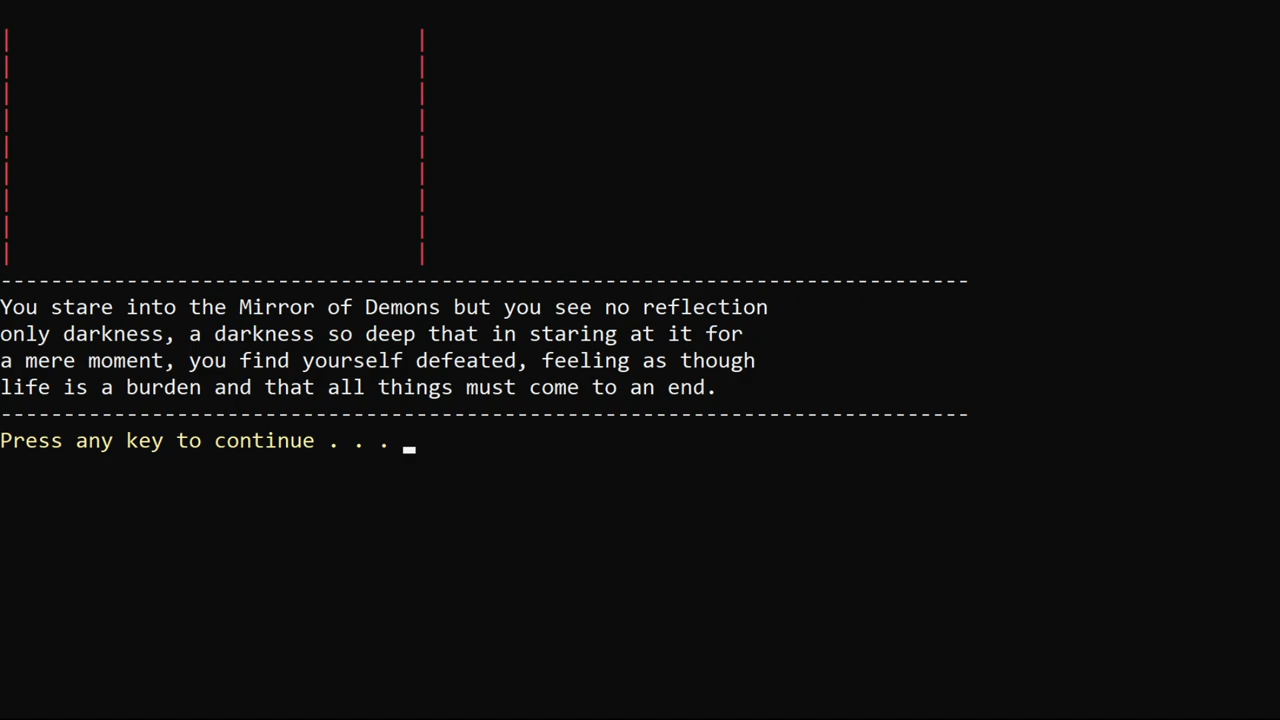 You stare into the Mirror of Demons but you see no reflection
only darkness, a darkness so deep that in staring at it for
a mere moment, you find yourself defeated, feeling as though
life is a burden and that all things must come to an end.
Press any key to continue . . .